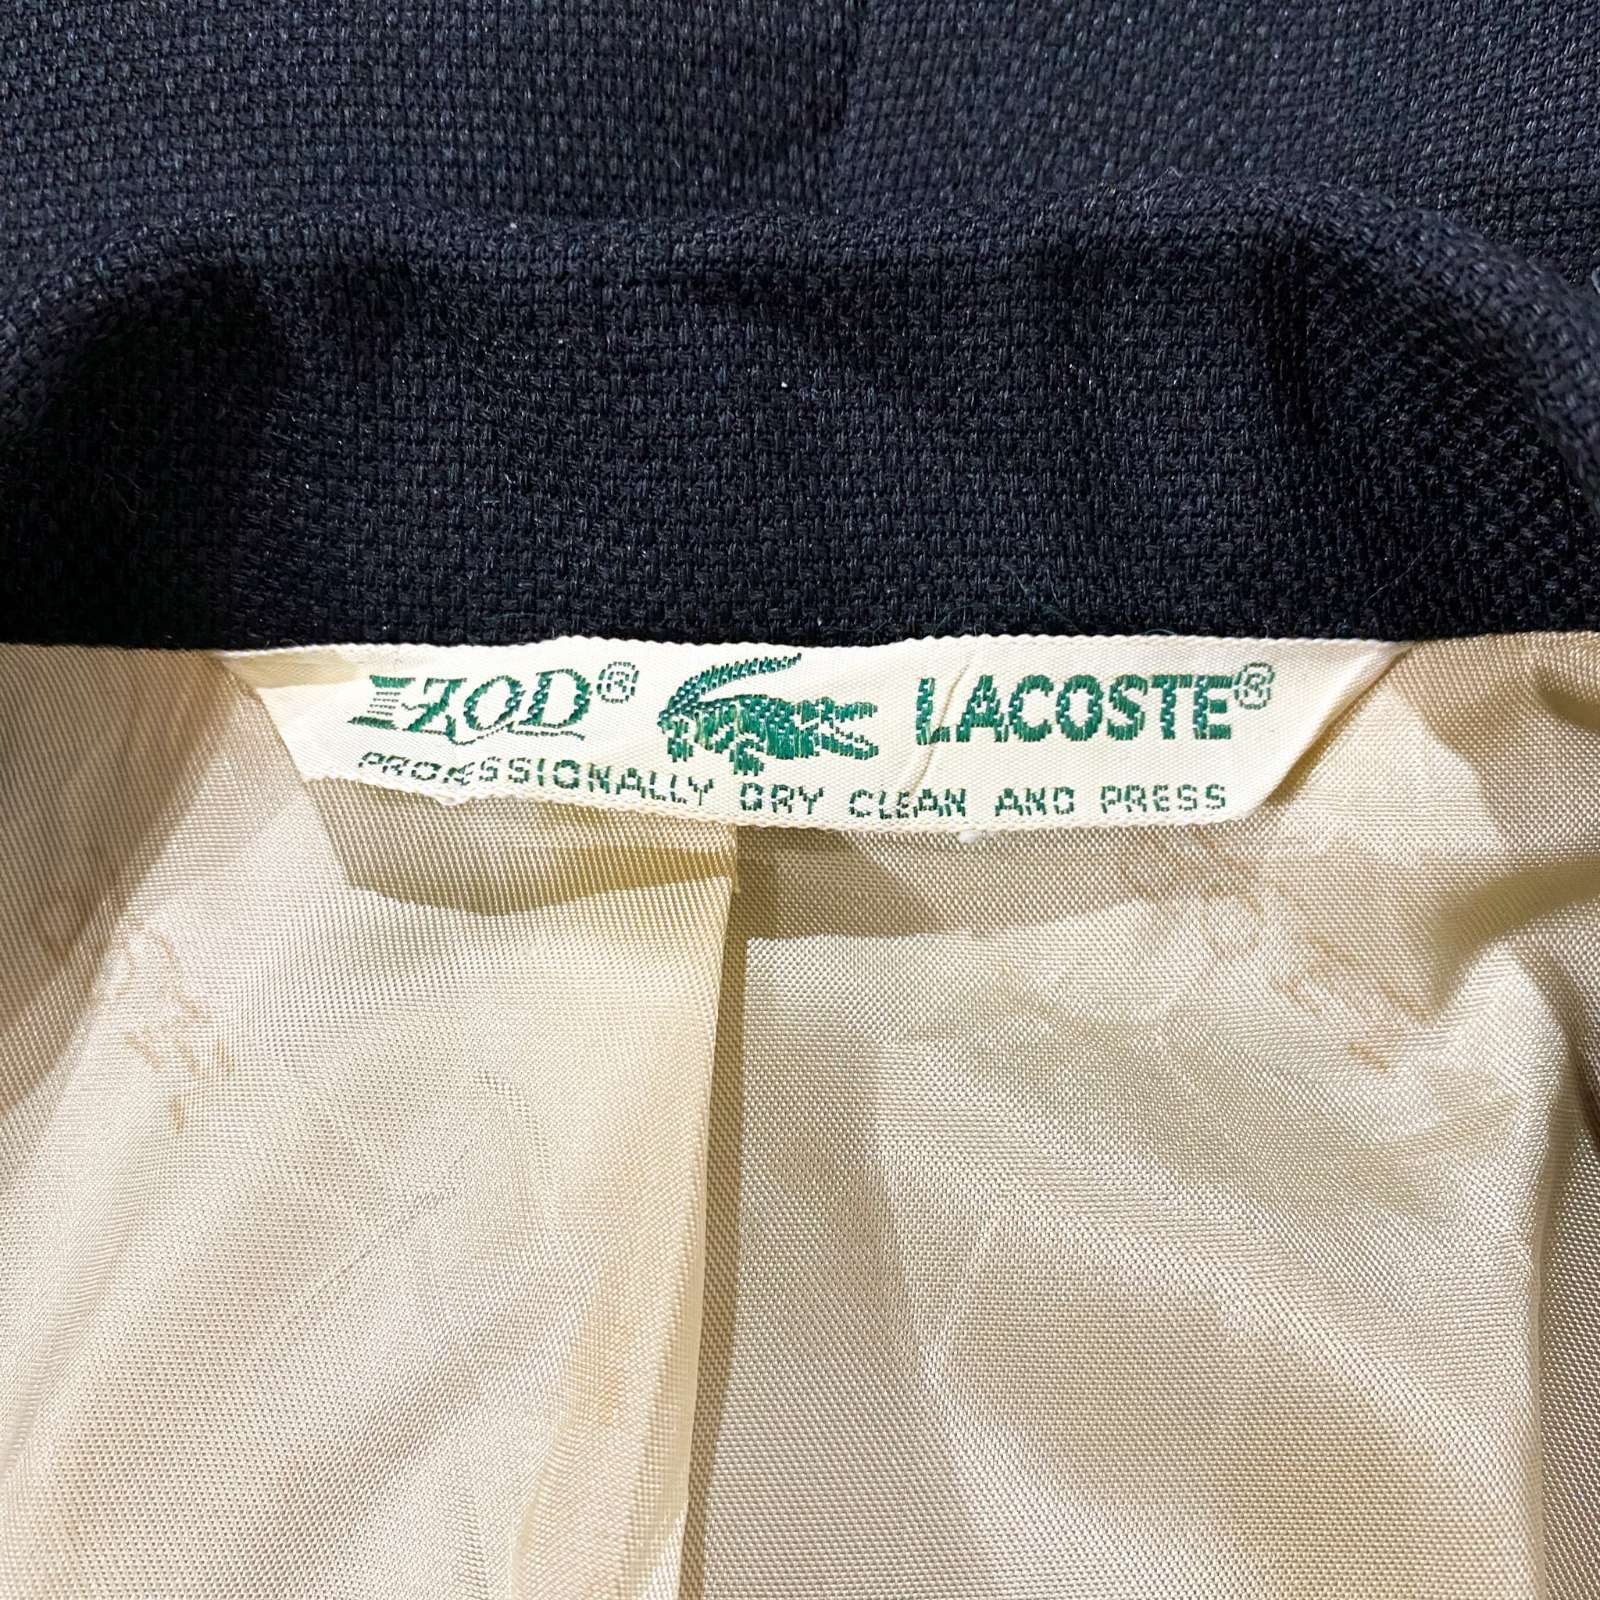 IZOD® LACOSTE®
PROFESSIONALLY DRY CLEAN AND PRESS